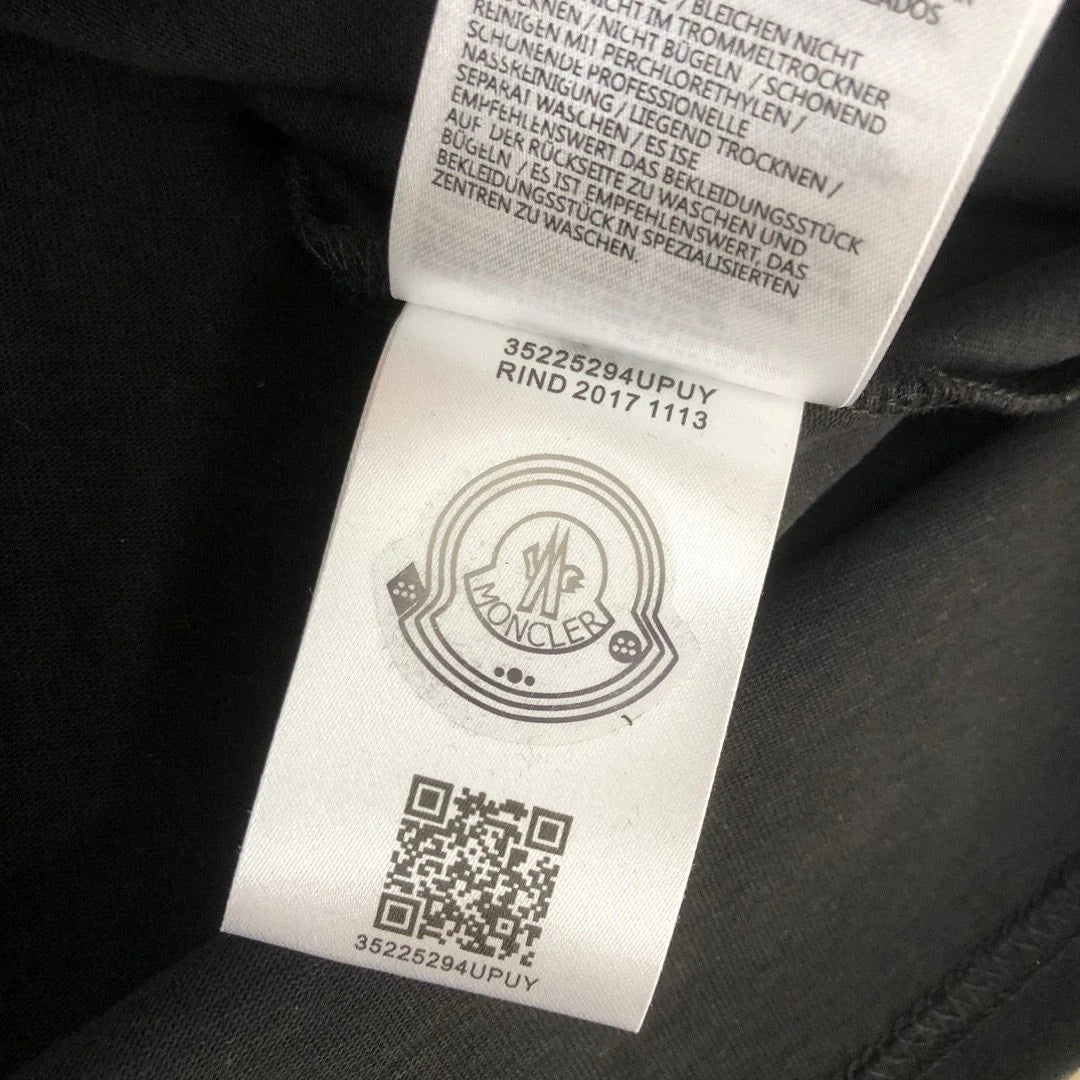 / BLEICHEN NICHT
NICHT IM TROMMELTROCKNER
/ NICHT BÜGELN / SCHONEND
REINIGEN MIT PERCHLORETHYLEN /
SCHONENDE PROFESSIONELLE
NASSREINIGUNG / LIEGEND TROCKNEN /
SEPARAT WASCHEN / ES ISE
EMPFEHLENSWERT DAS BEKLEIDUNGSSTÜCK
AUF DER RÜCKSEITE ZU WASCHEN UND
BÜGELN / ES IST EMPFEHLENSWERT, DAS
BEKLEIDUNGSSTÜCK IN SPEZIALISIERTEN
ZENTREN ZU WASCHEN.
35225294UPUY
RIND 2017 1113
MONCLER
35225294UPUY